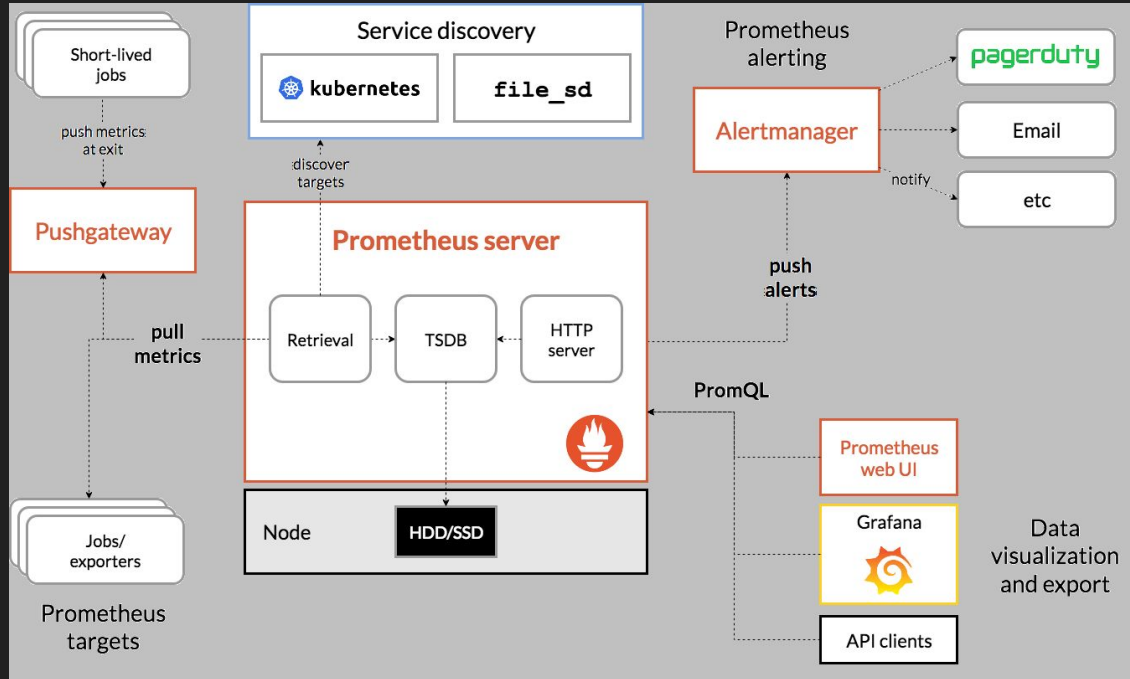 Short-lived
jobs
push metrics
at exit
Pushgateway
pull
metrics
Jobs/
exporters
Prometheus
targets
Service discovery
kubernetes
file_sd
discover
targets
Prometheus server
Retrieval
TSDB
HTTP
server
Node
HDD/SSD
Prometheus
alerting
Alertmanager
pagerduty
Email
notify
etc
push
alerts
PromQL
Prometheus
web UI
Grafana
API clients
Data
visualization
and export